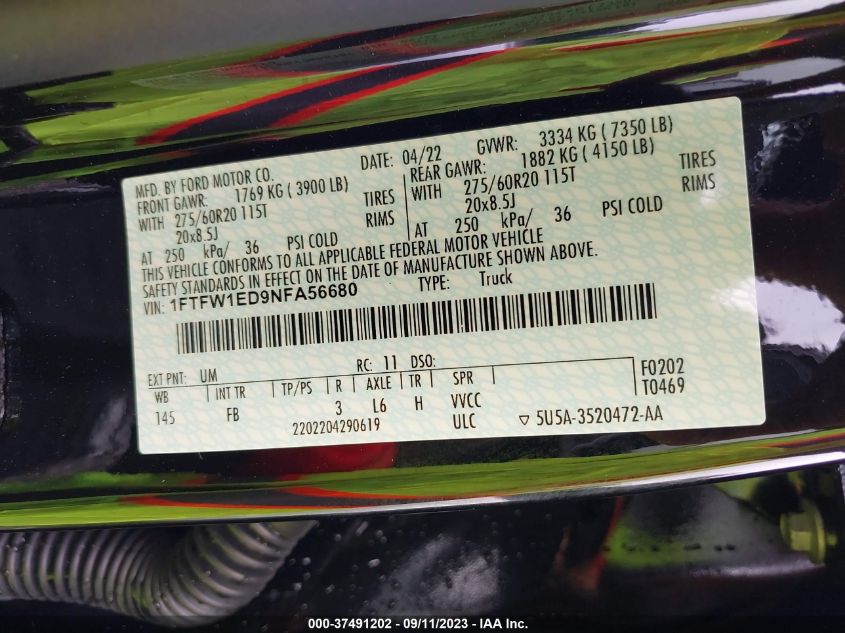 MFD. BY FORD MOTOR CO. DATE: 04/22 GVWR: 3334 KG ( 7350 LB)
FRONT GAWR: 1769 KG ( 3900 LB) REAR GAWR: 1882 KG ( 4150 LB)
WITH 275/60R20 115T TIRES WITH 275/60R20 115T TIRES
20x8.5J RIMS 20x8.5J RIMS
AT 250 kPa/ 36 PSI COLD AT 250 kPa/ 36 PSI COLD
THIS VEHICLE CONFORMS TO ALL APPLICABLE FEDERAL MOTOR VEHICLE
SAFETY STANDARDS IN EFFECT ON THE DATE OF MANUFACTURE SHOWN ABOVE.
VIN: 1FTFW1ED9NFA56680 TYPE: Truck
EXT PNT: UM RC: 11 DSO: F0202
WB INT TR TP/PS R AXLE TR SPR T0469
145 FB 3 L6 H VVCC
2202204290619 ULC ▽ 5U5A-3520472-AA
000-37491202 - 09/11/2023 - IAA Inc.